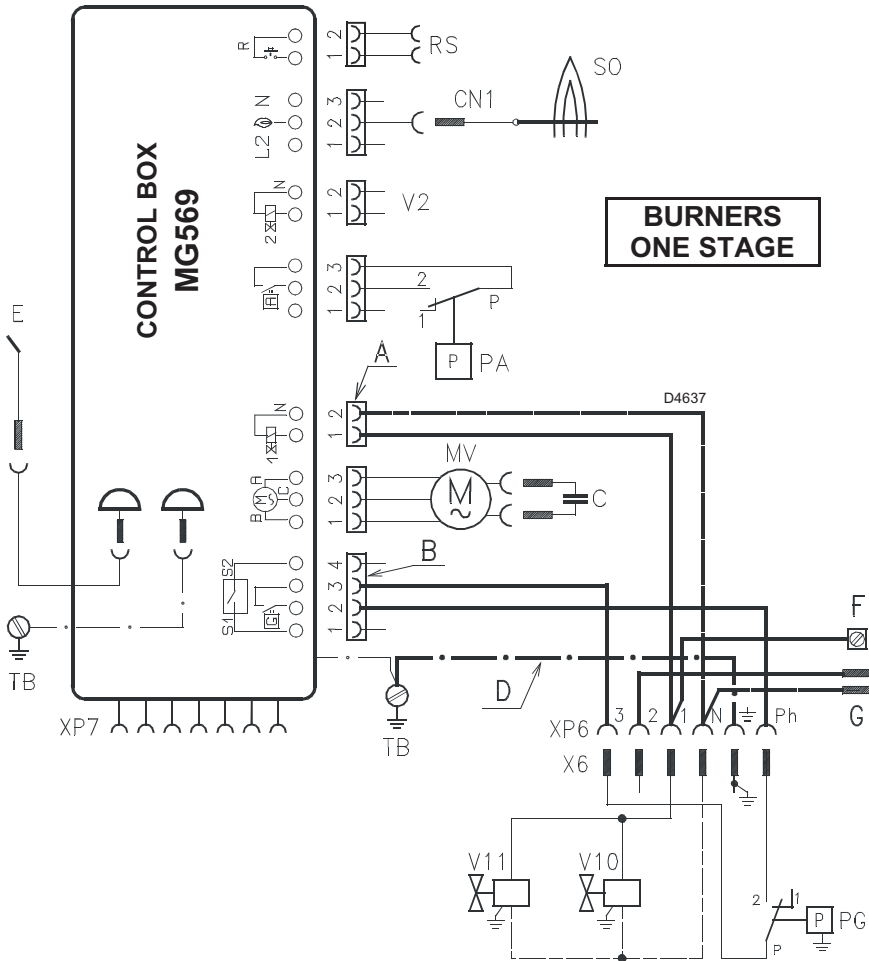 R
2
1
RS
N
L2
3
2
1
CN1
SO
CONTROL BOX
MG569
N
2
2
1
V2
BURNERS
ONE STAGE
A
3
2
1
2
1
P
P
PA
E
A
D4637
N
1
2
1
MV
A
M
C
B
3
2
1
M
C
B
S2
S1
G
4
3
2
1
F
TB
D
G
XP7
TB
XP6
3
2
1
N
Ph
X6
V11
V10
2
1
P
P
PG